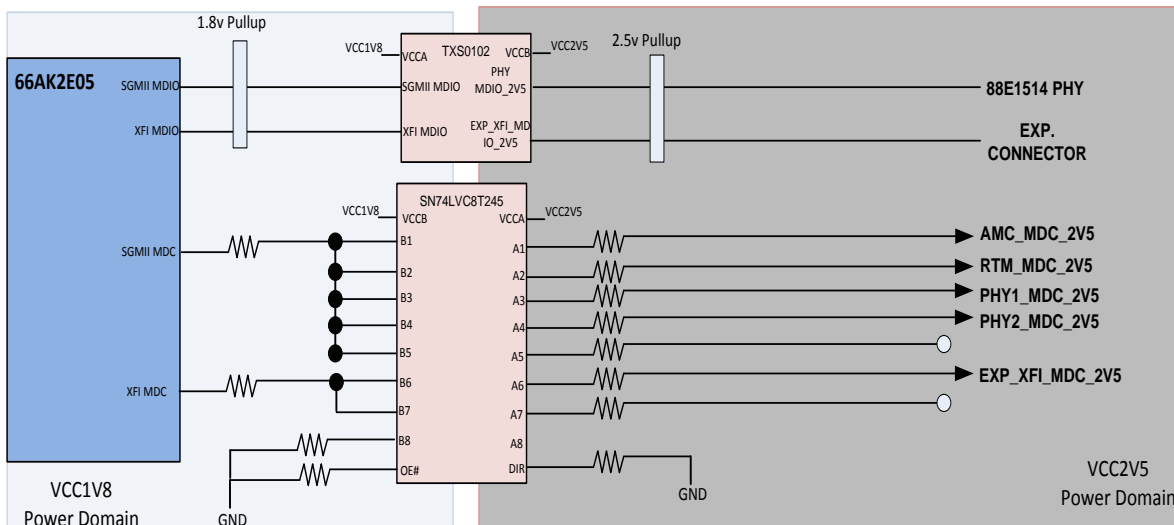 1.8v Pullup
66AK2E05
SGMII MDIO
XFI MDIO
SGMII MDC
XFI MDC
VCC1V8
TXS0102
VCCA
VCCB
VCC2V5
SGMII MDIO
PHY
MDIO_2V5
XFI MDIO
EXP_XFI_MD
IO_2V5
2.5v Pullup
88E1514 PHY
EXP.
CONNECTOR
SN74LVC8T245
VCC1V8
VCCB
VCCA
VCC2V5
B1
B2
B3
B4
B5
B6
B7
B8
OE#
A1
A2
A3
A4
A5
A6
A7
A8
DIR
AMC_MDC_2V5
RTM_MDC_2V5
PHY1_MDC_2V5
PHY2_MDC_2V5
EXP_XFI_MDC_2V5
GND
GND
VCC1V8
Power Domain
VCC2V5
Power Domain